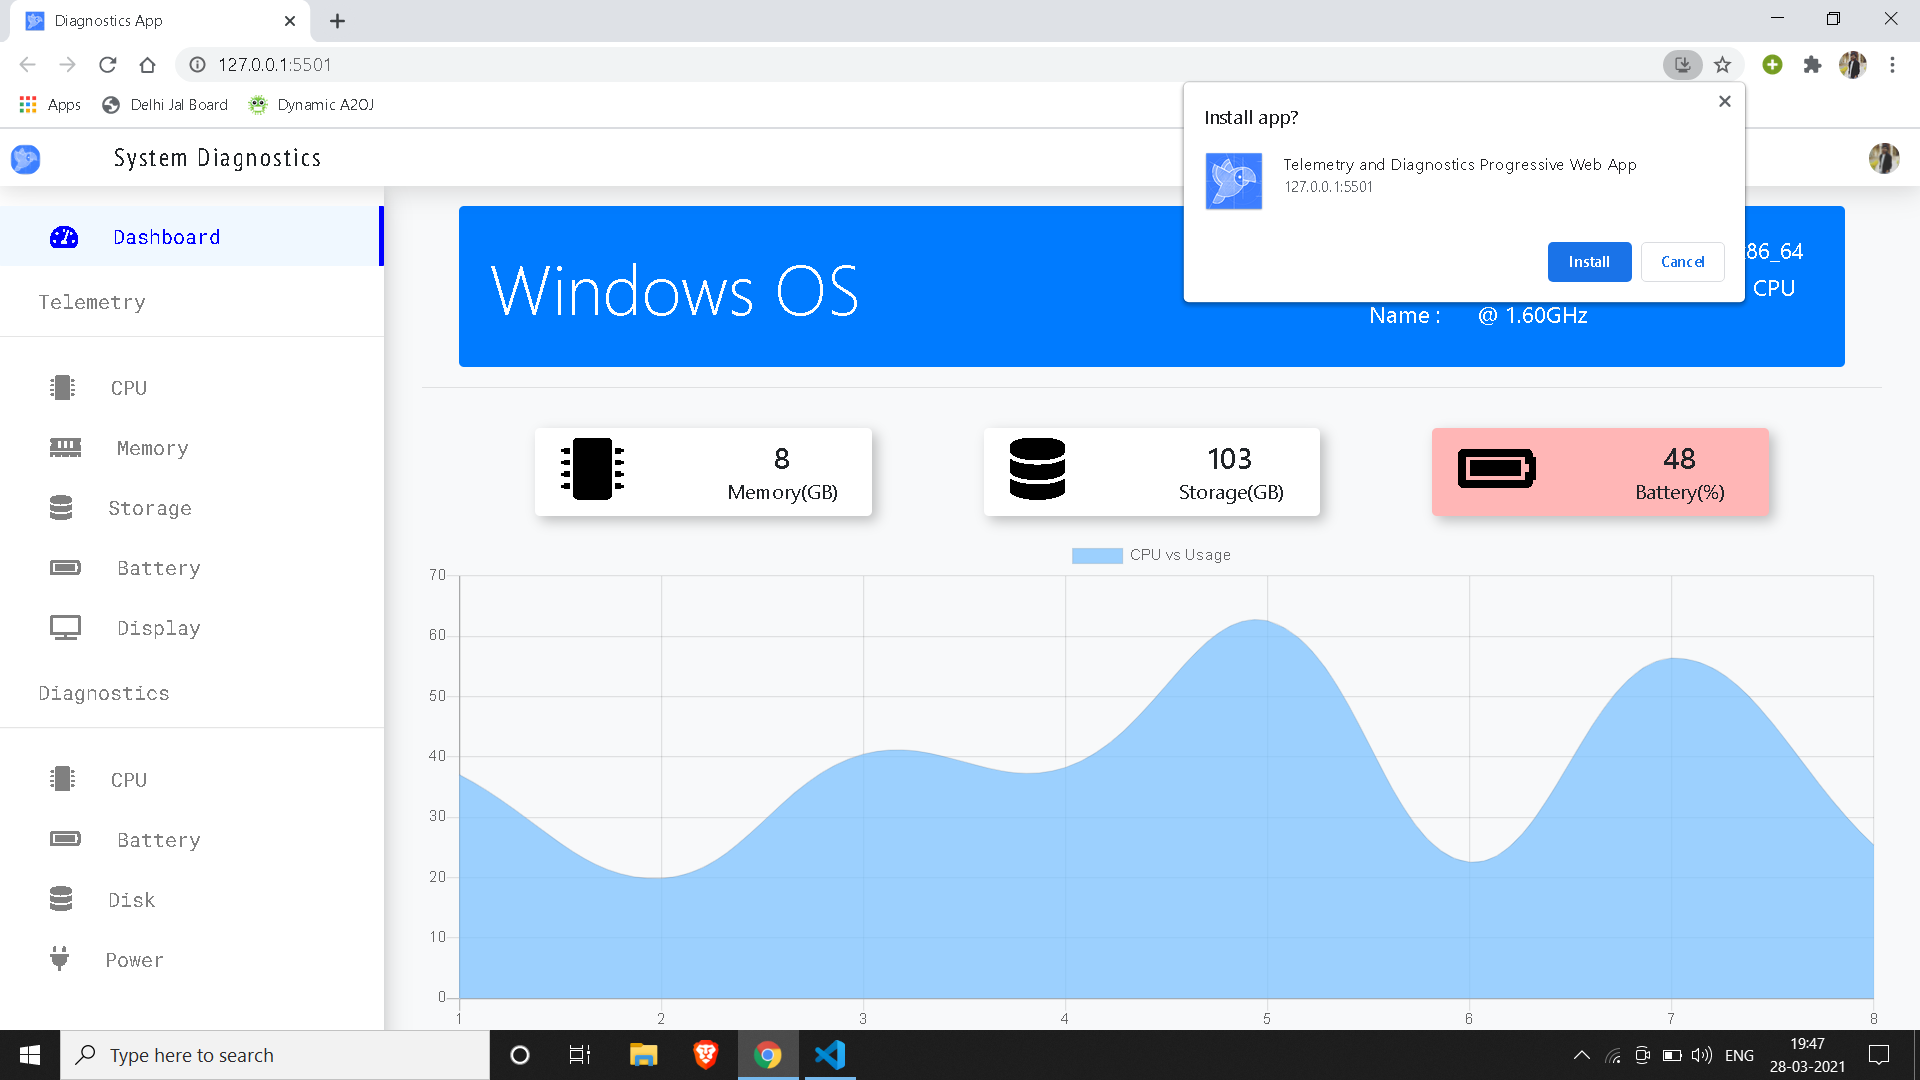 Diagnostics App
127.0.0.1:5501
Apps
Delhi Jal Board
Dynamic A2OJ
System Diagnostics
Install app?
Telemetry and Diagnostics Progressive Web App
127.0.0.1:5501
Install
Cancel
Dashboard
Telemetry
CPU
Memory
Storage
Battery
Display
Diagnostics
CPU
Battery
Disk
Power
Windows OS
86_64
CPU
Name :
@ 1.60GHz
8
Memory(GB)
103
Storage(GB)
48
Battery(%)
CPU vs Usage
70
60
50
40
30
20
10
0
1 2 3 4 5 6 7 8
Type here to search
ENG
19:47
28-03-2021